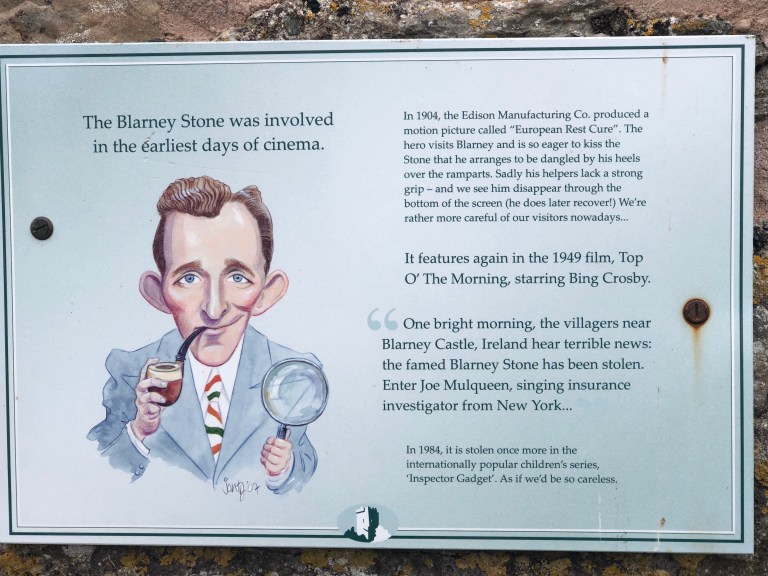 The Blarney Stone was involved
in the earliest days of cinema.
In 1904, the Edison Manufacturing Co. produced a
motion picture called “European Rest Cure”. The
hero visits Blarney and is so eager to kiss the
Stone that he arranges to be dangled by his heels
over the ramparts. Sadly his helpers lack a strong
grip – and we see him disappear through the
bottom of the screen (he does later recover!) We’re
rather more careful of our visitors nowadays...
It features again in the 1949 film, Top
O’ The Morning, starring Bing Crosby.
“ One bright morning, the villagers near
Blarney Castle, Ireland hear terrible news:
the famed Blarney Stone has been stolen.
Enter Joe Mulqueen, singing insurance
investigator from New York...
In 1984, it is stolen once more in the
internationally popular children’s series,
‘Inspector Gadget’. As if we’d be so careless.